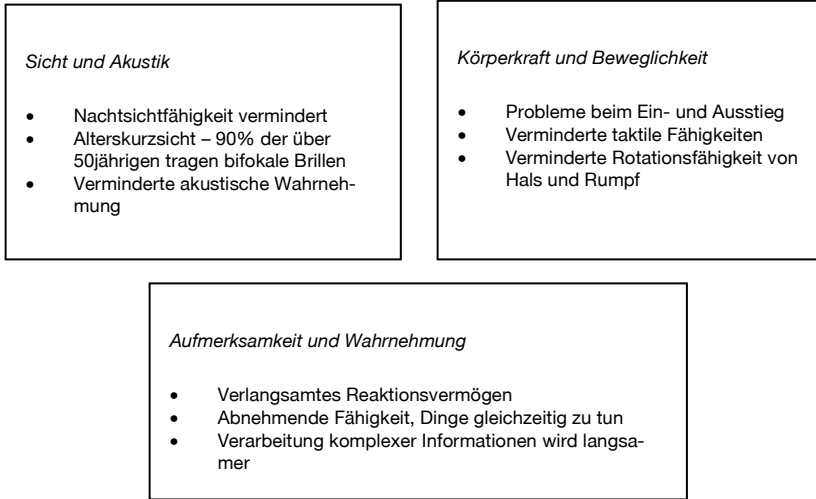 Sicht und Akustik
• Nachtsichtfähigkeit vermindert
• Alterskurzsicht – 90% der über
50jährigen tragen bifokale Brillen
• Verminderte akustische Wahrneh-
mung
Körperkraft und Beweglichkeit
• Probleme beim Ein- und Ausstieg
• Verminderte taktile Fähigkeiten
• Verminderte Rotationsfähigkeit von
Hals und Rumpf
Aufmerksamkeit und Wahrnehmung
• Verlangsamtes Reaktionsvermögen
• Abnehmende Fähigkeit, Dinge gleichzeitig zu tun
• Verarbeitung komplexer Informationen wird langsa-
mer